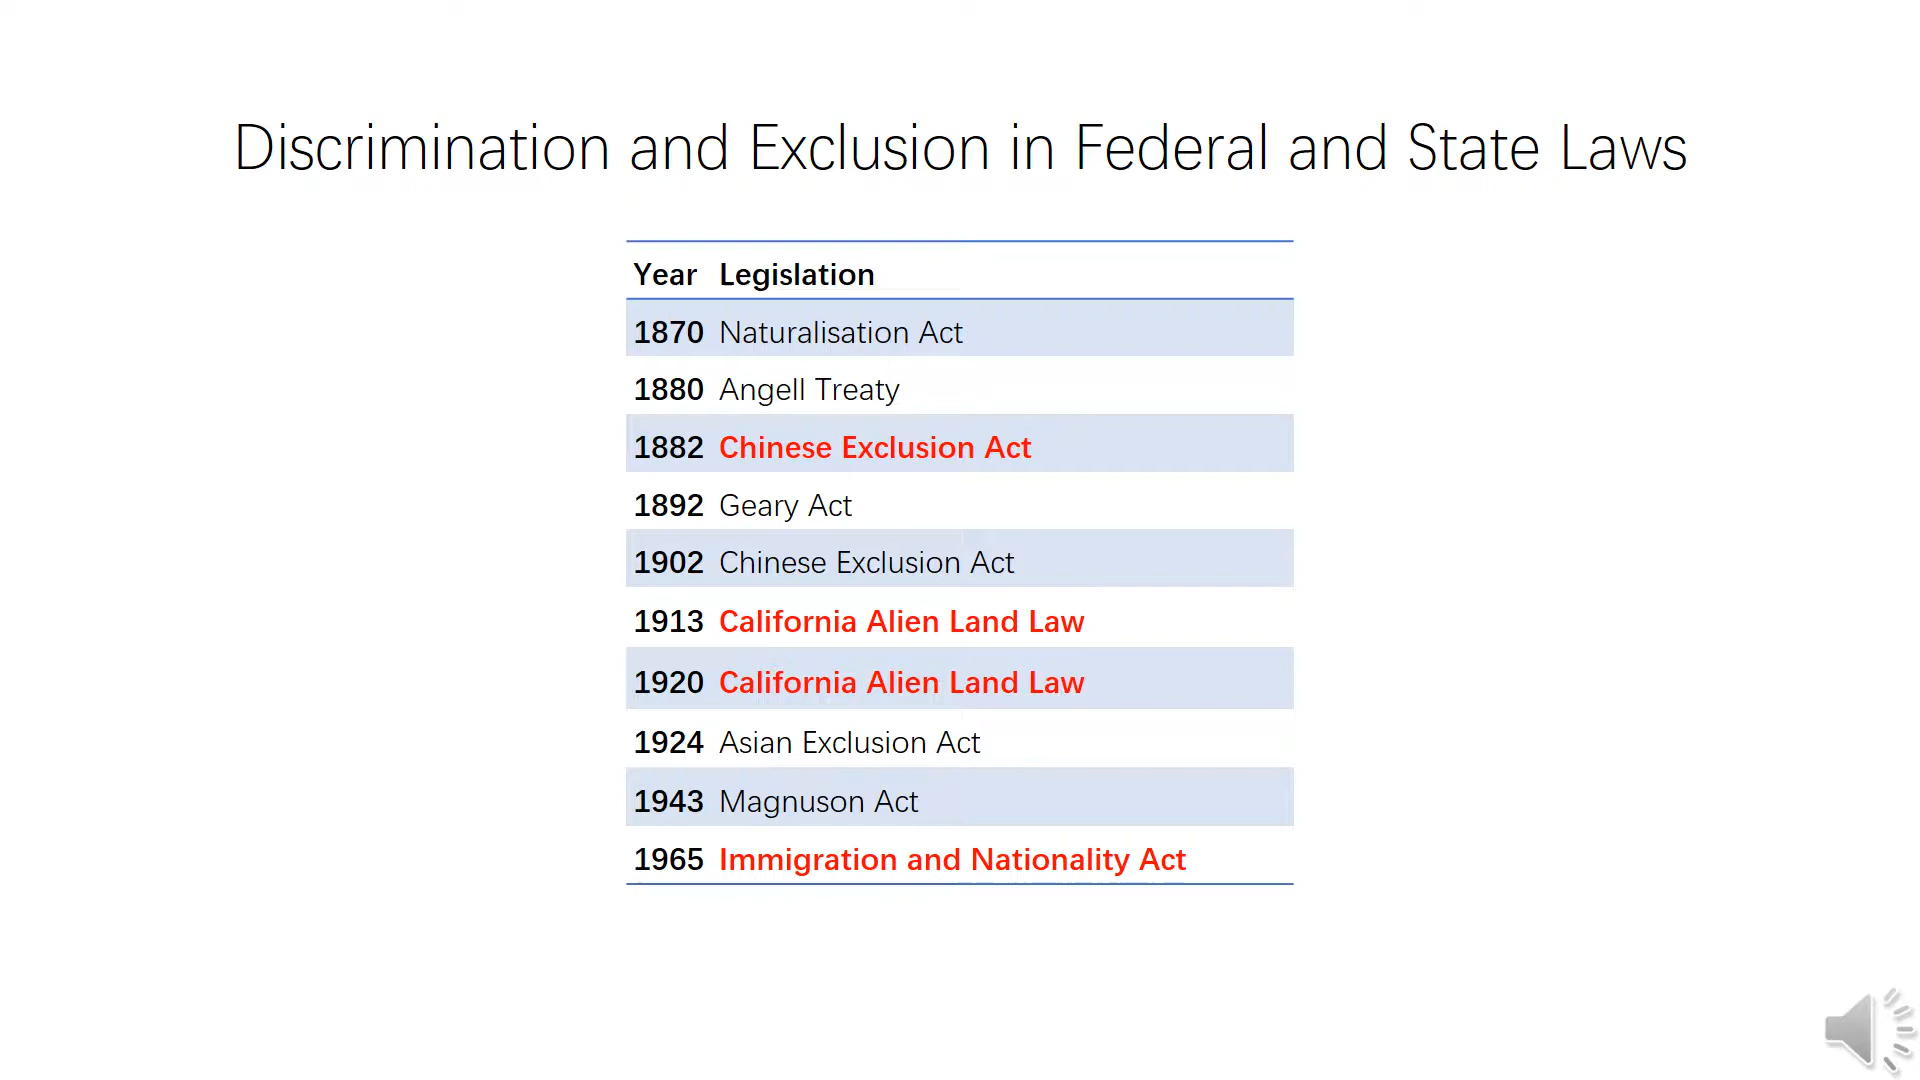 Discrimination and Exclusion in Federal and State Laws
Year Legislation
1870 Naturalisation Act
1880 Angell Treaty
1882 Chinese Exclusion Act
1892 Geary Act
1902 Chinese Exclusion Act
1913 California Alien Land Law
1920 California Alien Land Law
1924 Asian Exclusion Act
1943 Magnuson Act
1965 Immigration and Nationality Act